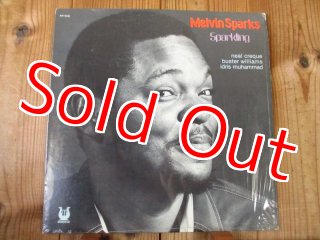 Melvin Sparks
Sparkling
neal creque
buster williams
idris muhammad
Sold Out